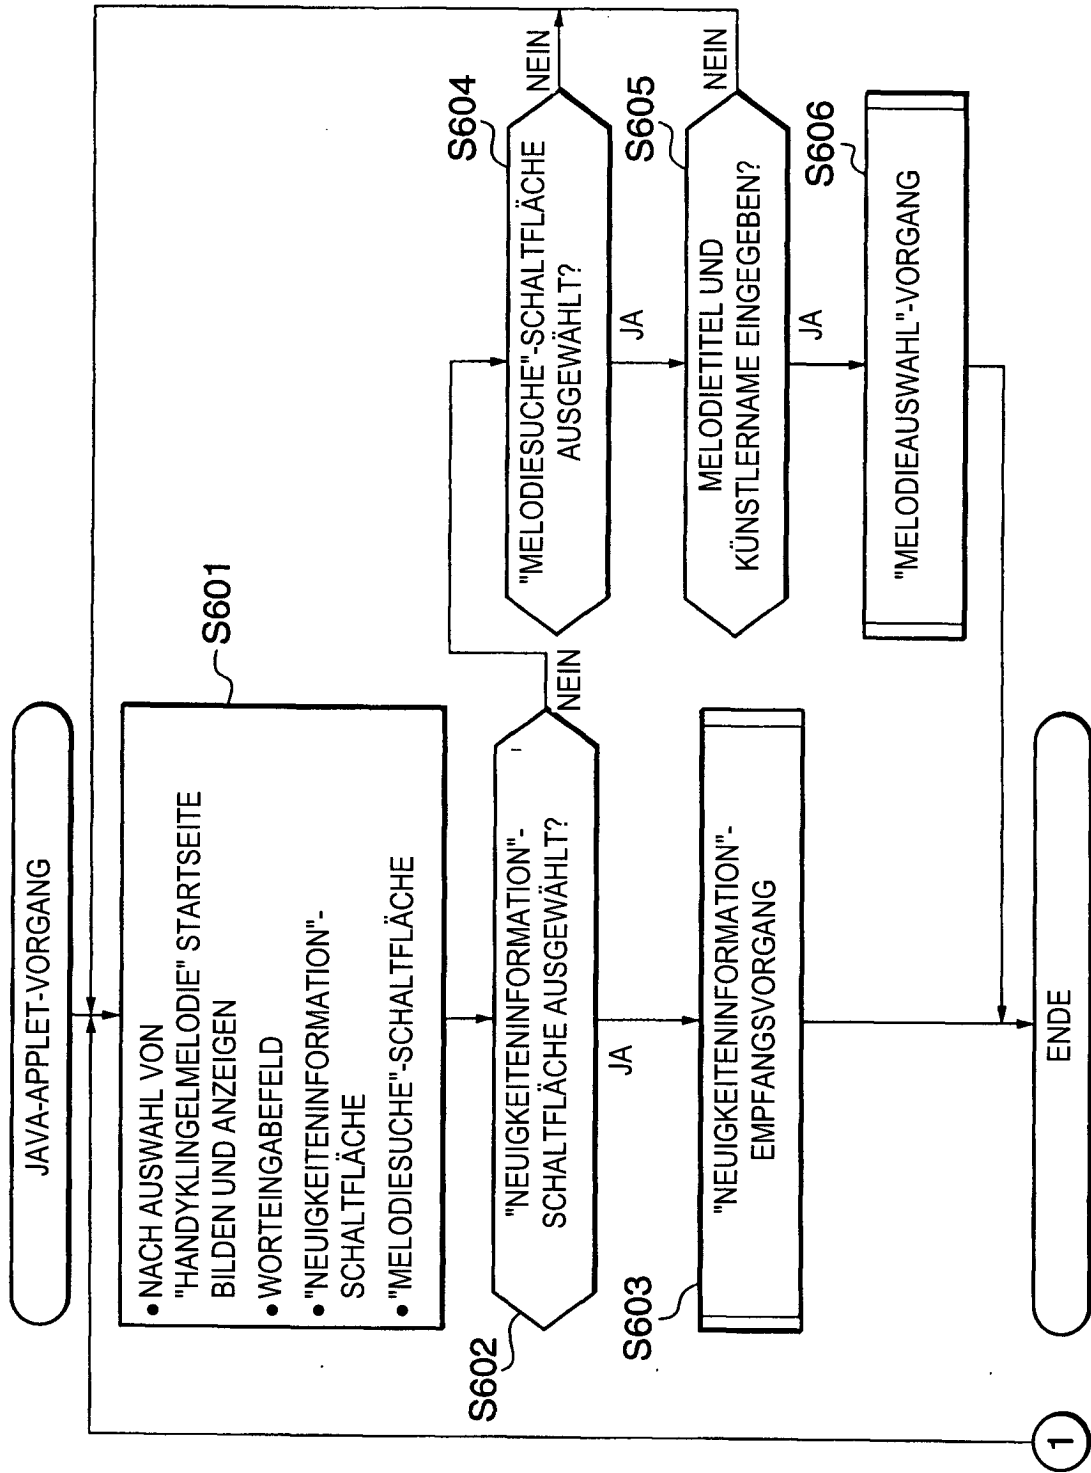 JAVA-APPLET-VORGANG
S601
• NACH AUSWAHL VON
"HANDYKLINGELMELODIE" STARTSEITE
BILDEN UND ANZEIGEN
• WORTEINGABEFELD
• "NEUIGKEITENINFORMATION"-
SCHALTFLÄCHE
• "MELODIESUCHE"-SCHALTFLÄCHE
S602
"NEUIGKEITENINFORMATION"-
SCHALTFLÄCHE AUSGEWÄHLT?
NEIN
JA
S603
"NEUIGKEITENINFORMATION"-
EMPFANGSVORGANG
S604
"MELODIESUCHE"-SCHALTFLÄCHE
AUSGEWÄHLT?
NEIN
JA
S605
MELODIETITEL UND
KÜNSTLERNAME EINGEGEBEN?
NEIN
JA
S606
"MELODIEAUSWAHL"-VORGANG
ENDE
1